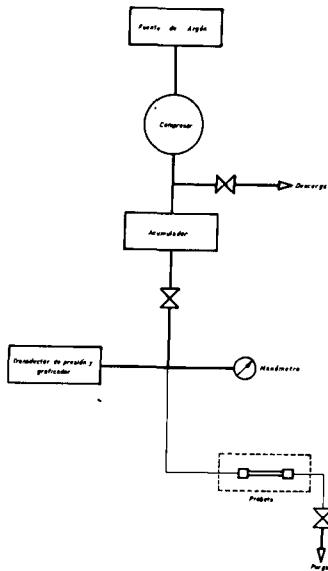 Fuente de Argón
Compresor
Descarga
Acumulador
Transductor de presión y
graficador
Manómetro
Probeta
Purga